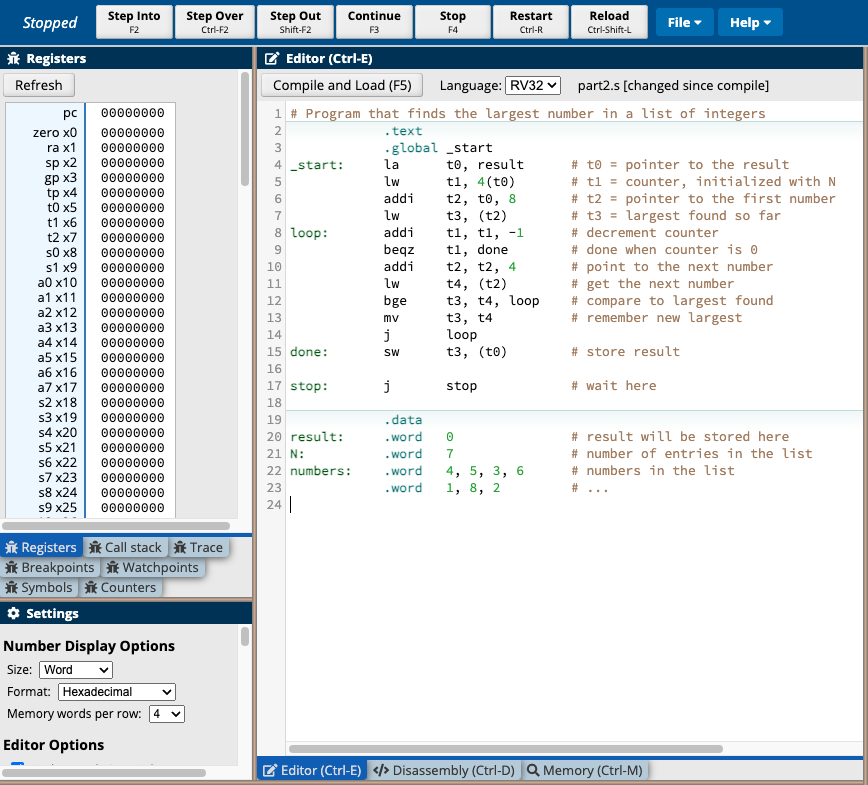 Stopped
Step Into
F2
Step Over
Ctrl-F2
Step Out
Shift-F2
Continue
F3
Stop
F4
Restart
Ctrl-R
Reload
Ctrl-Shift-L
File
Help
Registers
Refresh
pc 00000000
zero x0 00000000
ra x1 00000000
sp x2 00000000
gp x3 00000000
tp x4 00000000
t0 x5 00000000
t1 x6 00000000
t2 x7 00000000
s0 x8 00000000
s1 x9 00000000
a0 x10 00000000
a1 x11 00000000
a2 x12 00000000
a3 x13 00000000
a4 x14 00000000
a5 x15 00000000
a6 x16 00000000
a7 x17 00000000
s2 x18 00000000
s3 x19 00000000
s4 x20 00000000
s5 x21 00000000
s6 x22 00000000
s7 x23 00000000
s8 x24 00000000
s9 x25 00000000
Registers Call stack Trace
Breakpoints Watchpoints
Symbols Counters
Settings
Number Display Options
Size: Word
Format: Hexadecimal
Memory words per row: 4
Editor Options
Editor (Ctrl-E)
Compile and Load (F5) Language: RV32 part2.s [changed since compile]
1 # Program that finds the largest number in a list of integers
2 .text
3 .global _start
4 _start: la t0, result # t0 = pointer to the result
5 lw t1, 4(t0) # t1 = counter, initialized with N
6 addi t2, t0, 8 # t2 = pointer to the first number
7 lw t3, (t2) # t3 = largest found so far
8 loop: addi t1, t1, -1 # decrement counter
9 beqz t1, done # done when counter is 0
10 addi t2, t2, 4 # point to the next number
11 lw t4, (t2) # get the next number
12 bge t3, t4, loop # compare to largest found
13 mv t3, t4 # remember new largest
14 j loop
15 done: sw t3, (t0) # store result
16
17 stop: j stop # wait here
18
19 .data
20 result: .word 0 # result will be stored here
21 N: .word 7 # number of entries in the list
22 numbers: .word 4, 5, 3, 6 # numbers in the list
23 .word 1, 8, 2 # ...
24
Editor (Ctrl-E) Disassembly (Ctrl-D) Memory (Ctrl-M)